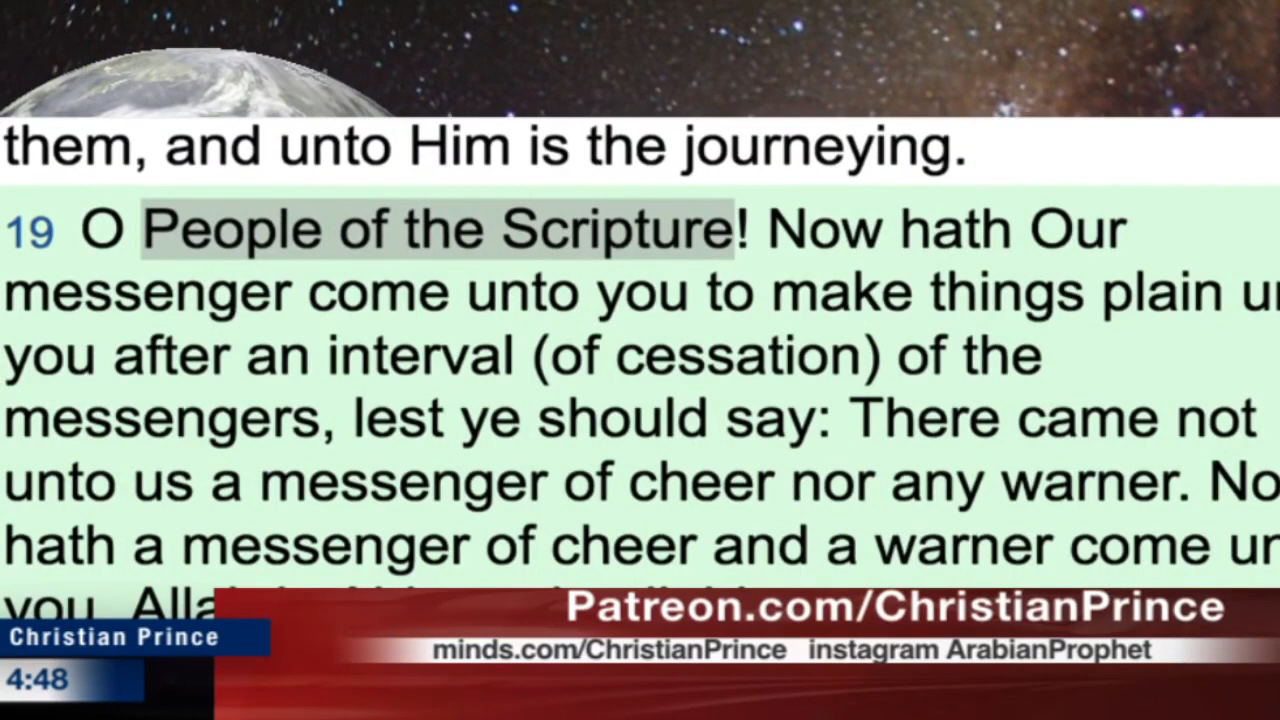 them, and unto Him is the journeying.
19 O People of the Scripture! Now hath Our
messenger come unto you to make things plain
you after an interval (of cessation) of the
messengers, lest ye should say: There came not
unto us a messenger of cheer nor any warner.
hath a messenger of cheer and a warner come
you.
Patreon.com/ChristianPrince
Christian Prince
minds.com/ChristianPrince instagram ArabianProphet
4:48